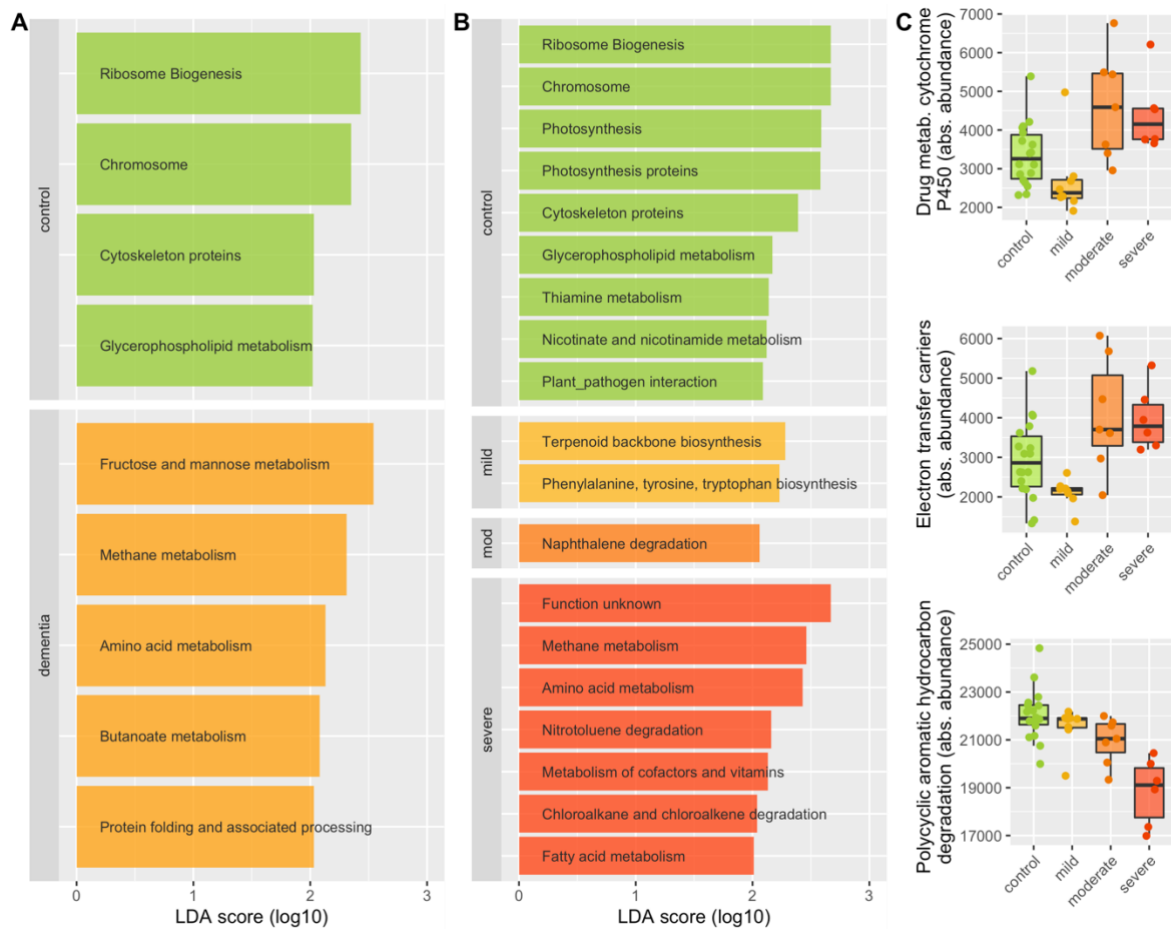 A
control
Ribosome Biogenesis
Chromosome
Cytoskeleton proteins
Glycerophospholipid metabolism
dementia
Fructose and mannose metabolism
Methane metabolism
Amino acid metabolism
Butanoate metabolism
Protein folding and associated processing
0 1 2 3
LDA score (log10)
B
control
Ribosome Biogenesis
Chromosome
Photosynthesis
Photosynthesis proteins
Cytoskeleton proteins
Glycerophospholipid metabolism
Thiamine metabolism
Nicotinate and nicotinamide metabolism
Plant_pathogen interaction
mild
Terpenoid backbone biosynthesis
Phenylalanine, tyrosine, tryptophan biosynthesis
mod
Naphthalene degradation
severe
Function unknown
Methane metabolism
Amino acid metabolism
Nitrotoluene degradation
Metabolism of cofactors and vitamins
Chloroalkane and chloroalkene degradation
Fatty acid metabolism
0 1 2 3
LDA score (log10)
C
Drug metab. cytochrome
P450 (abs. abundance)
7000
6000
5000
4000
3000
2000
control mild moderate severe
Electron transfer carries
(abs. abundance)
6000
5000
4000
3000
2000
control mild moderate severe
Polycyclic aromatic hydrocarbon
degradation (abs. abundance)
25000
23000
21000
19000
17000
control mild moderate severe